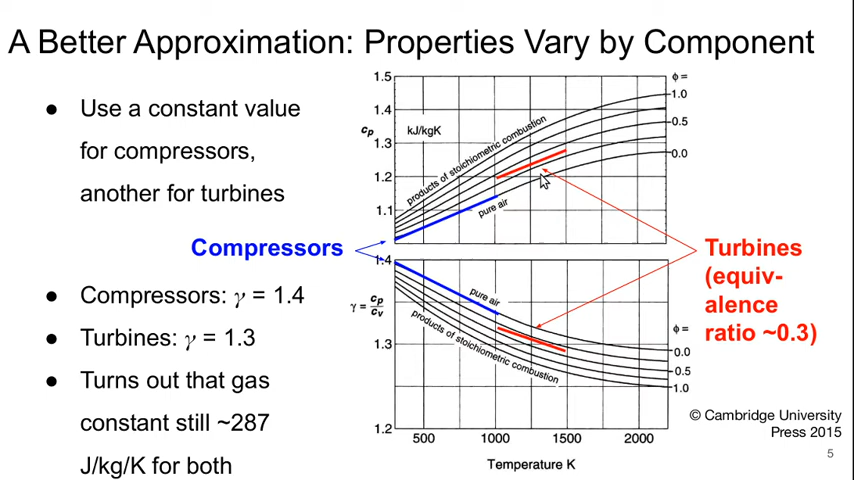 A Better Approximation: Properties Vary by Component
● Use a constant value
for compressors,
another for turbines
● Compressors: γ = 1.4
● Turbines: γ = 1.3
● Turns out that gas
constant still ~287
J/kg/K for both
Compressors
1.5
1.4
1.3
1.2
1.1
cp
kJ/kgK
products of stoichiometric combustion
pure air
ϕ =
1.0
0.5
0.0
1.4
1.3
1.2
γ = cp/cv
pure air
products of stoichiometric combustion
ϕ =
0.0
0.5
1.0
500 1000 1500 2000
Temperature K
Turbines
(equiv-
alence
ratio ~0.3)
© Cambridge University
Press 2015
5